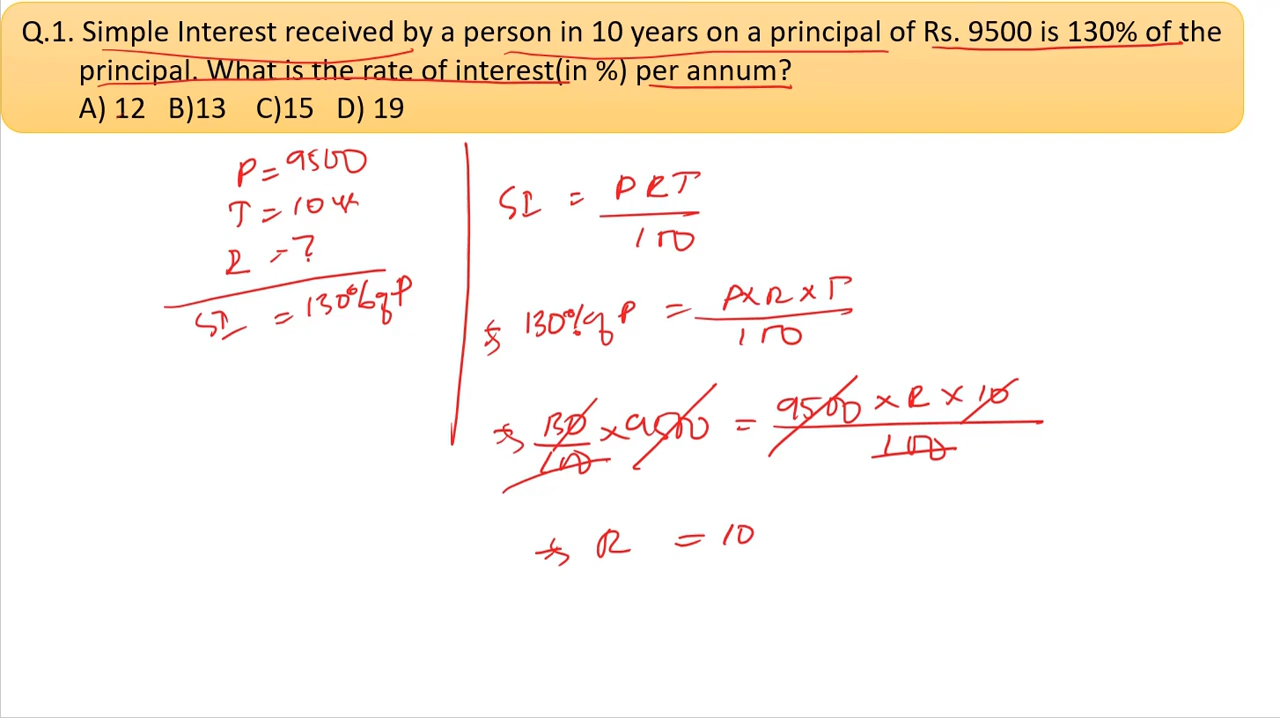 Q.1. Simple Interest received by a person in 10 years on a principal of Rs. 9500 is 130% of the
principal. What is the rate of interest(in %) per annum?
A) 12 B)13 C)15 D) 19
P = 9500
T = 10 yr
R = ?
SI = 130% of P
SI = PRT / 100
⇒ 130% of P = P×R×T / 100
⇒ 130/100 × 9500 = 9500 × R × 10 / 100
⇒ R = 10